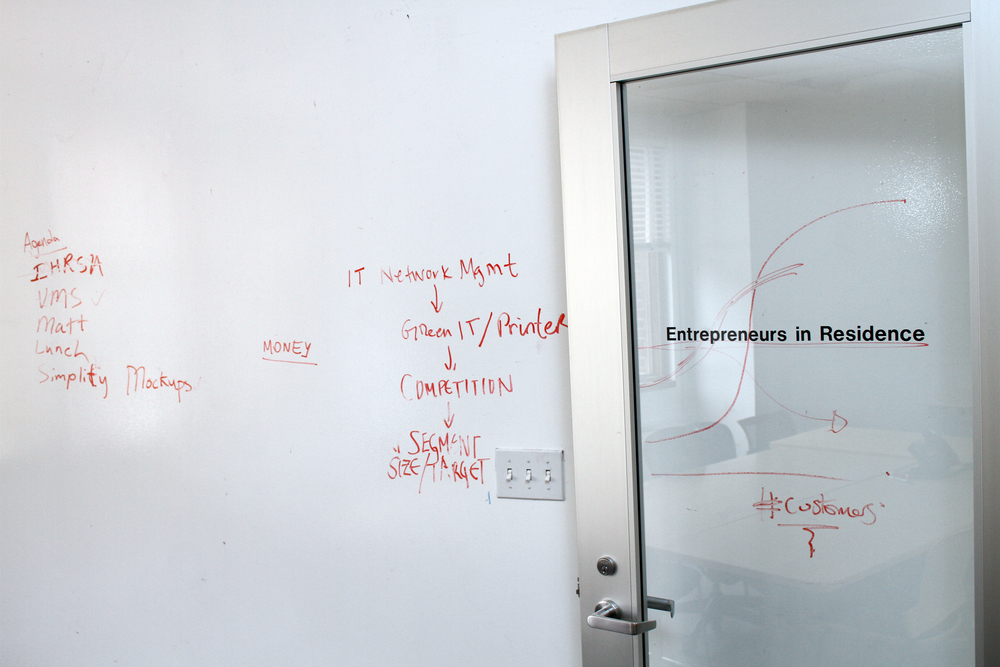 Agenda
IHRSA
VMS ✓
Matt
Lunch
Simplify Mockups
MONEY
IT Network Mgmt
↓
Green IT/Printer
↓
COMPETITION
↓
SEGMENT
SIZE/TARGET
Entrepreneurs in Residence
#Customers